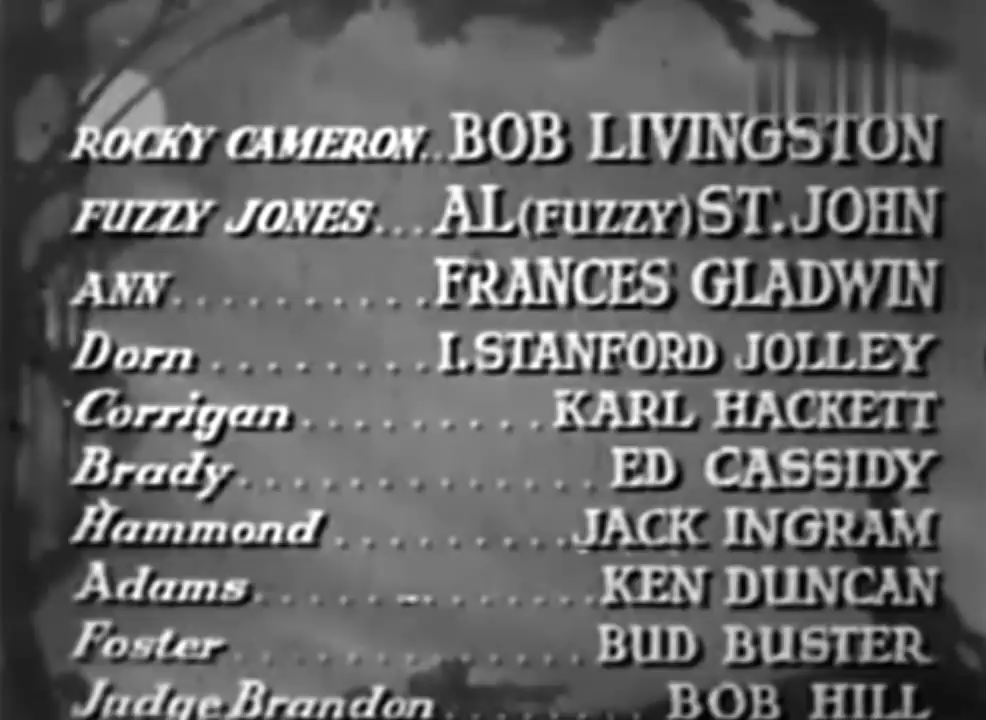 ROCKY CAMERON..BOB LIVINGSTON
FUZZY JONES...AL(FUZZY)ST.JOHN
ANN..........FRANCES GLADWIN
Dorn.........I.STANFORD JOLLEY
Corrigan.........KARL HACKETT
Brady..............ED CASSIDY
Hammond.........JACK INGRAM
Adams..............KEN DUNCAN
Foster..............BUD BUSTER
Judge Brandon........BOB HILL